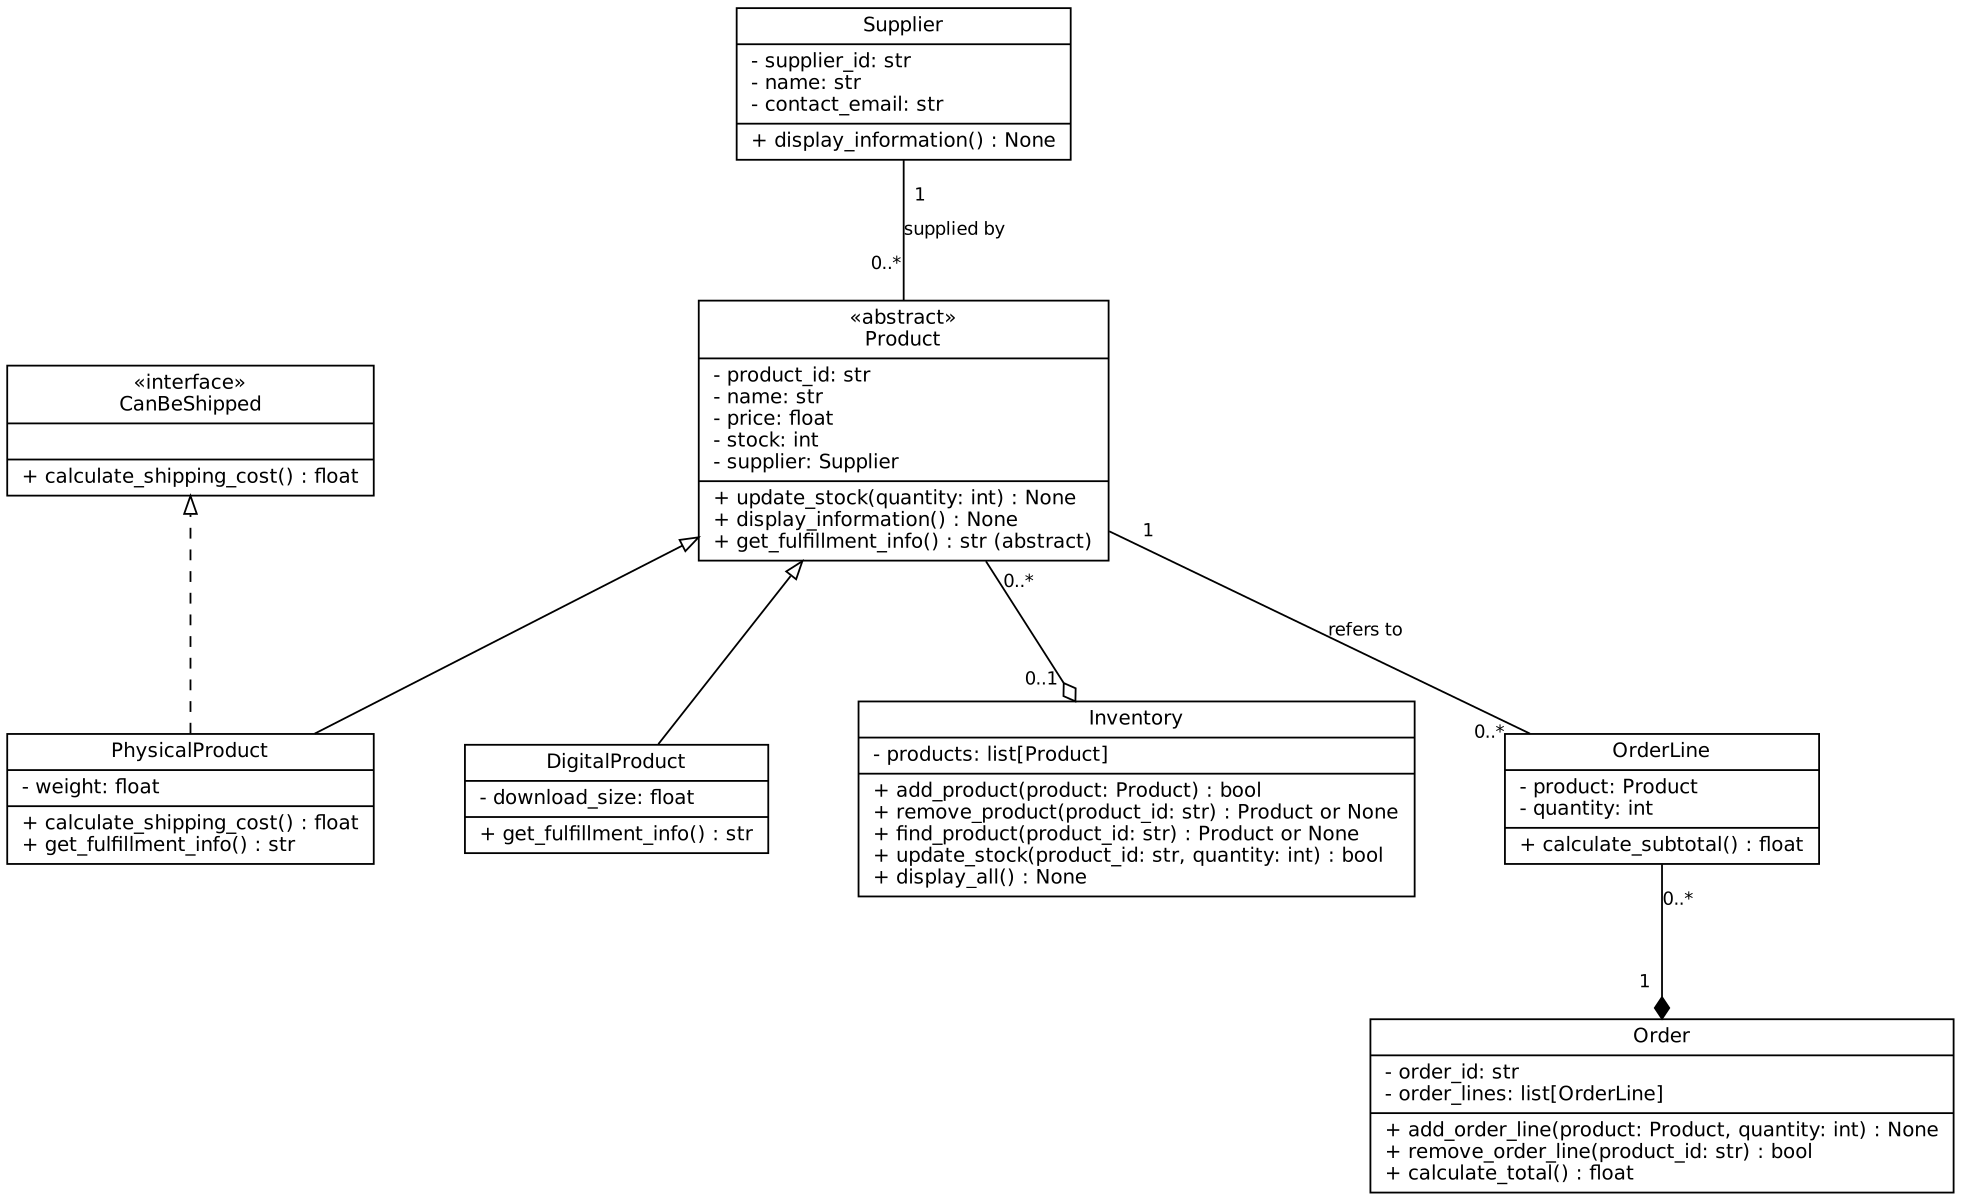 Supplier
- supplier_id: str
- name: str
- contact_email: str
+ display_information() : None
1
supplied by
0..*
«abstract»
Product
- product_id: str
- name: str
- price: float
- stock: int
- supplier: Supplier
+ update_stock(quantity: int) : None
+ display_information() : None
+ get_fulfillment_info() : str (abstract)
«interface»
CanBeShipped
+ calculate_shipping_cost() : float
1
0..*
refers to
0..1
0..*
PhysicalProduct
- weight: float
+ calculate_shipping_cost() : float
+ get_fulfillment_info() : str
DigitalProduct
- download_size: float
+ get_fulfillment_info() : str
Inventory
- products: list[Product]
+ add_product(product: Product) : bool
+ remove_product(product_id: str) : Product or None
+ find_product(product_id: str) : Product or None
+ update_stock(product_id: str, quantity: int) : bool
+ display_all() : None
OrderLine
- product: Product
- quantity: int
+ calculate_subtotal() : float
0..*
1
Order
- order_id: str
- order_lines: list[OrderLine]
+ add_order_line(product: Product, quantity: int) : None
+ remove_order_line(product_id: str) : bool
+ calculate_total() : float